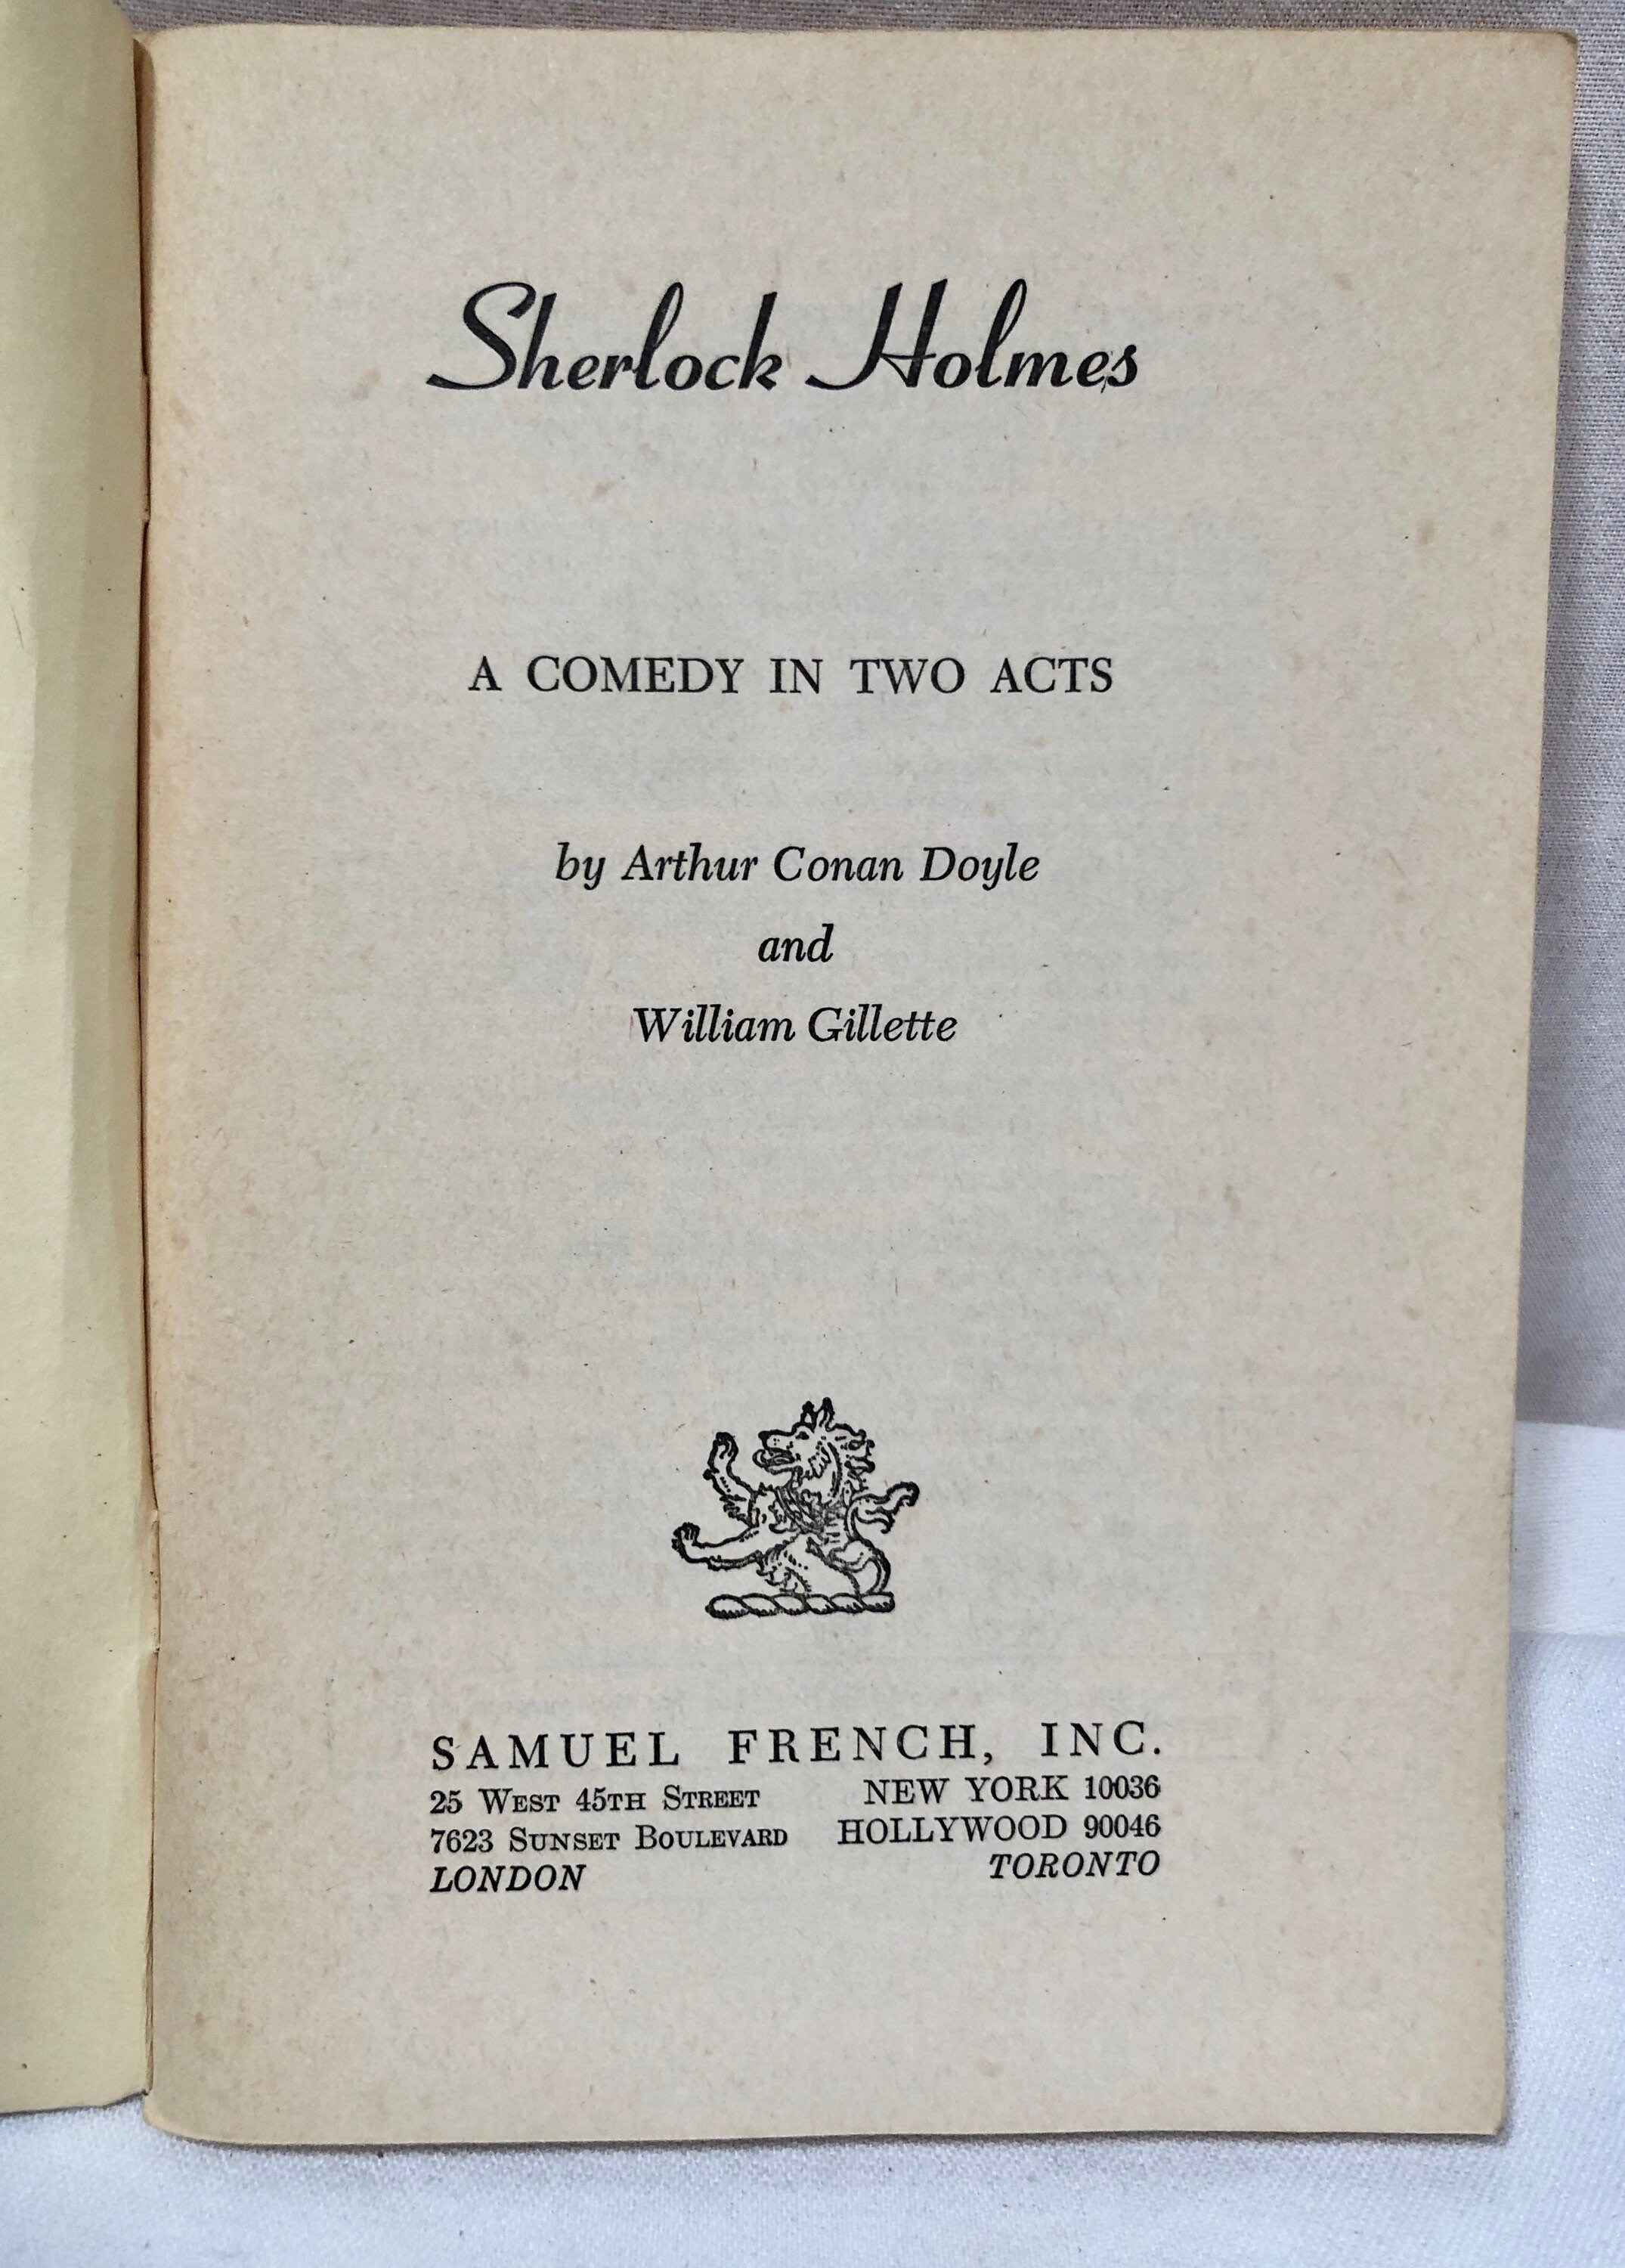 Sherlock Holmes
A COMEDY IN TWO ACTS
by Arthur Conan Doyle
and
William Gillette
SAMUEL FRENCH, INC.
25 WEST 45TH STREET NEW YORK 10036
7623 SUNSET BOULEVARD HOLLYWOOD 90046
LONDON TORONTO